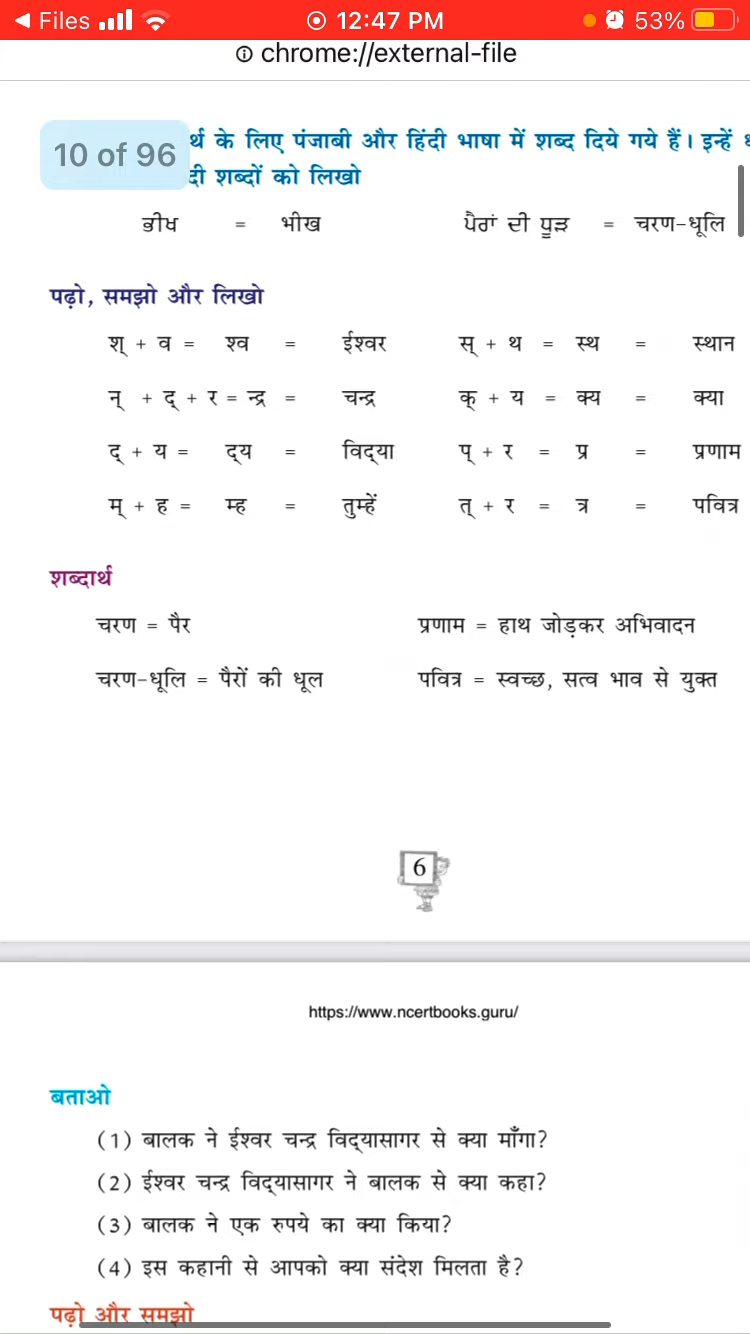 ◀ Files 12:47 PM 53%
chrome://external-file
10 of 96
र्थ के लिए पंजाबी और हिंदी भाषा में शब्द दिये गये हैं। इन्हें
दी शब्दों को लिखो
ਭੀਖ = भीख ਪੈਰਾਂ ਦੀ ਧੂੜ = चरण-धूलि
पढ़ो, समझो और लिखो
श् + व = श्व = ईश्वर स् + थ = स्थ = स्थान
न् + द् + र = न्द्र = चन्द्र क् + य = क्य = क्या
द् + य = द्‌य = विद्‌या प् + र = प्र = प्रणाम
म् + ह = म्ह = तुम्हें त् + र = त्र = पवित्र
शब्दार्थ
चरण = पैर प्रणाम = हाथ जोड़कर अभिवादन
चरण-धूलि = पैरों की धूल पवित्र = स्वच्छ, सत्व भाव से युक्त
6
https://www.ncertbooks.guru/
बताओ
(1) बालक ने ईश्वर चन्द्र विद्‌यासागर से क्या माँगा?
(2) ईश्वर चन्द्र विद्‌यासागर ने बालक से क्या कहा?
(3) बालक ने एक रुपये का क्या किया?
(4) इस कहानी से आपको क्या संदेश मिलता है?
पढ़ो और समझो